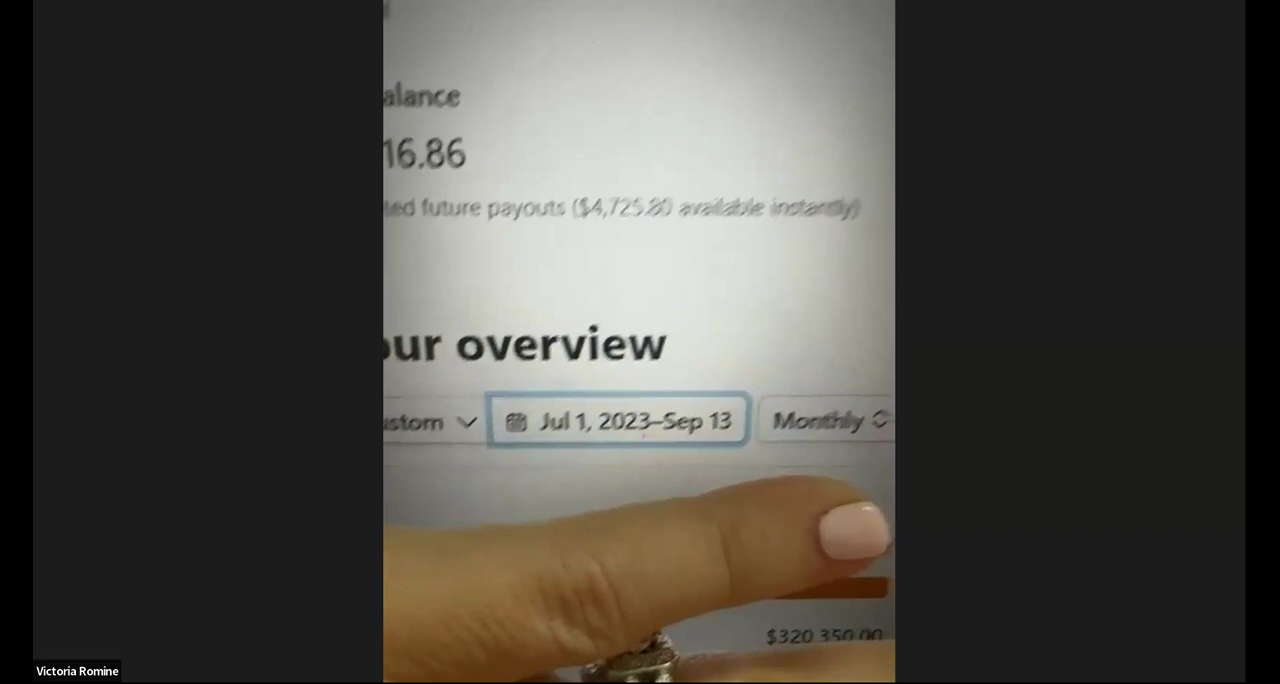 alance
16.86
ted future payouts ($4,725.80 available instantly)
our overview
ustom
Jul 1, 2023–Sep 13
Monthly
$320,350.00
Victoria Romine